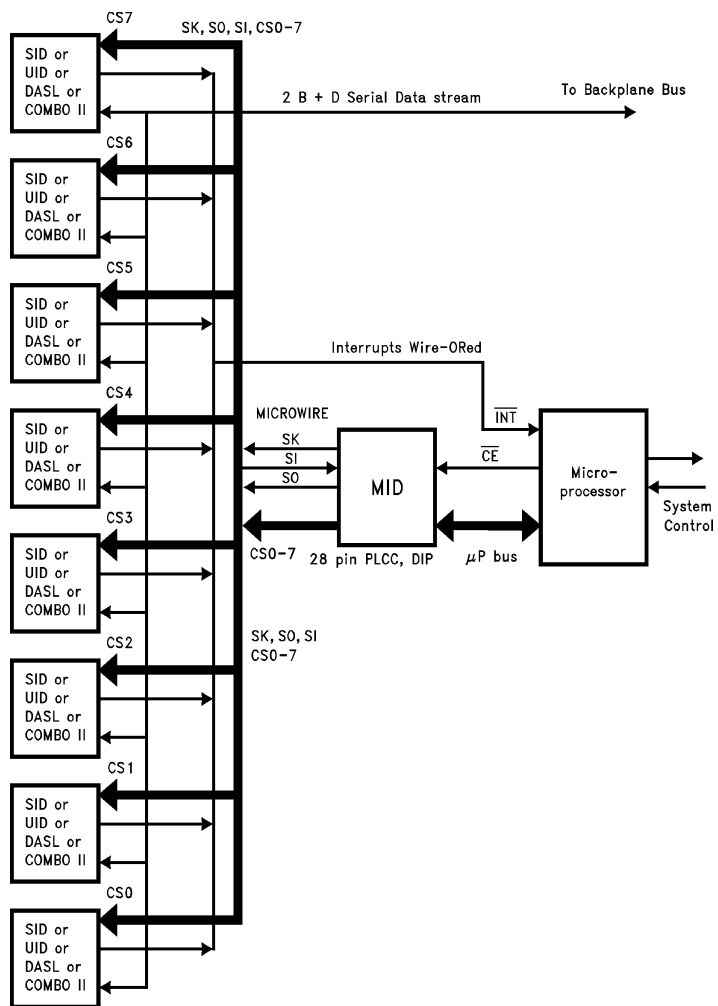 CS7
SK, SO, SI, CS0-7
SID or
UID or
DASL or
COMBO II
2 B + D Serial Data stream
To Backplane Bus
CS6
SID or
UID or
DASL or
COMBO II
CS5
SID or
UID or
DASL or
COMBO II
Interrupts Wire-ORed
CS4
SID or
UID or
DASL or
COMBO II
MICROWIRE
SK
SI
SO
CS0-7
MID
28 pin PLCC, DIP
INT
CE
μP bus
Micro-
processor
System
Control
CS3
SID or
UID or
DASL or
COMBO II
SK, SO, SI
CS0-7
CS2
SID or
UID or
DASL or
COMBO II
CS1
SID or
UID or
DASL or
COMBO II
CS0
SID or
UID or
DASL or
COMBO II